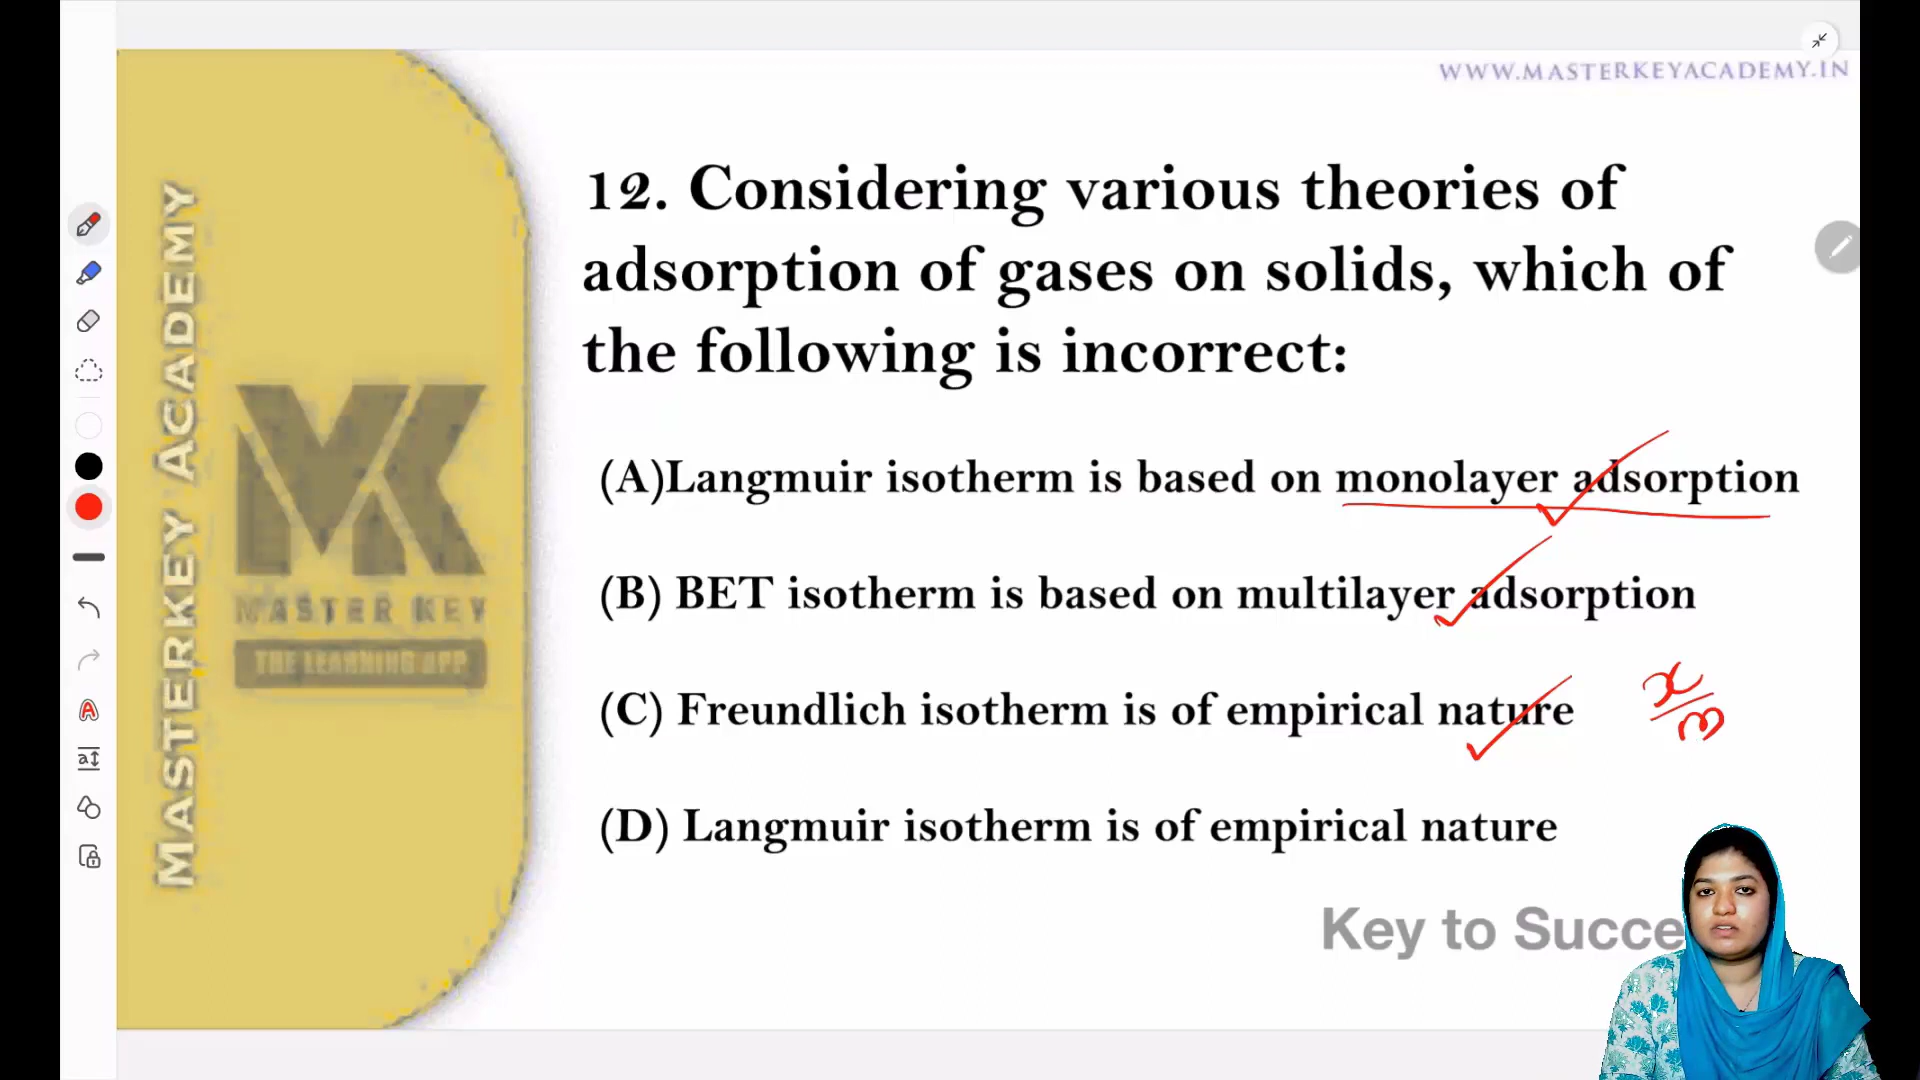 WWW.MASTERKEYACADEMY.IN
MASTERKEY ACADEMY
MK
MASTER KEY
THE LEARNING APP
12. Considering various theories of
adsorption of gases on solids, which of
the following is incorrect:
(A)Langmuir isotherm is based on monolayer adsorption
(B) BET isotherm is based on multilayer adsorption
(C) Freundlich isotherm is of empirical nature
x/m
(D) Langmuir isotherm is of empirical nature
Key to Succe
A
aI